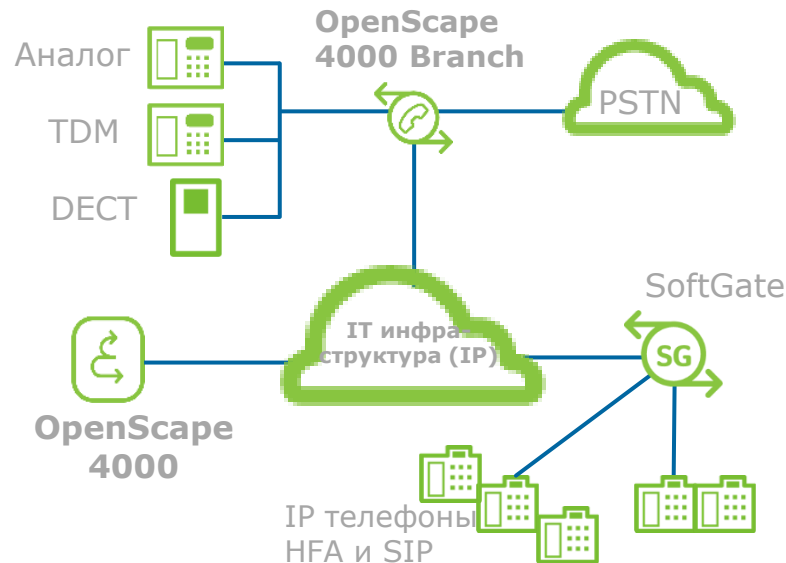 Аналог
TDM
DECT
OpenScape
4000 Branch
PSTN
IT инфра-
структура (IP)
SoftGate
SG
OpenScape
4000
IP телефоны
HFA и SIP